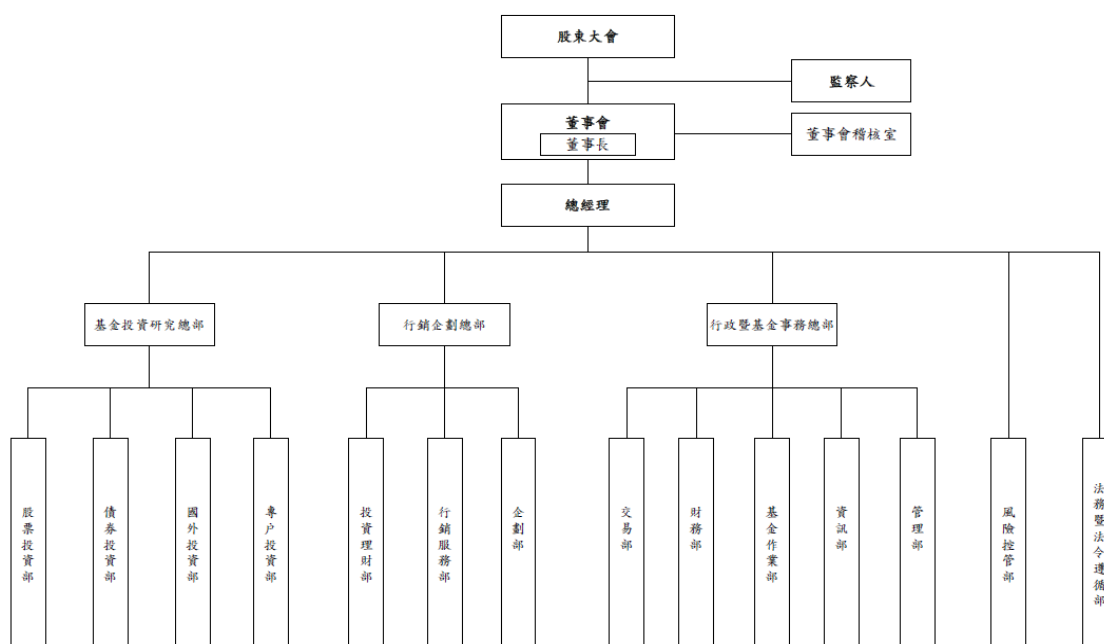 股東大會
監察人
董事會
董事長
董事會稽核室
總經理
基金投資研究總部
行銷企劃總部
行政暨基金事務總部
股票投資部
債券投資部
國外投資部
專户投資部
投資理財部
行銷服務部
企劃部
交易部
財務部
基金作業部
資訊部
管理部
風險控管部
法務暨法令遵循部